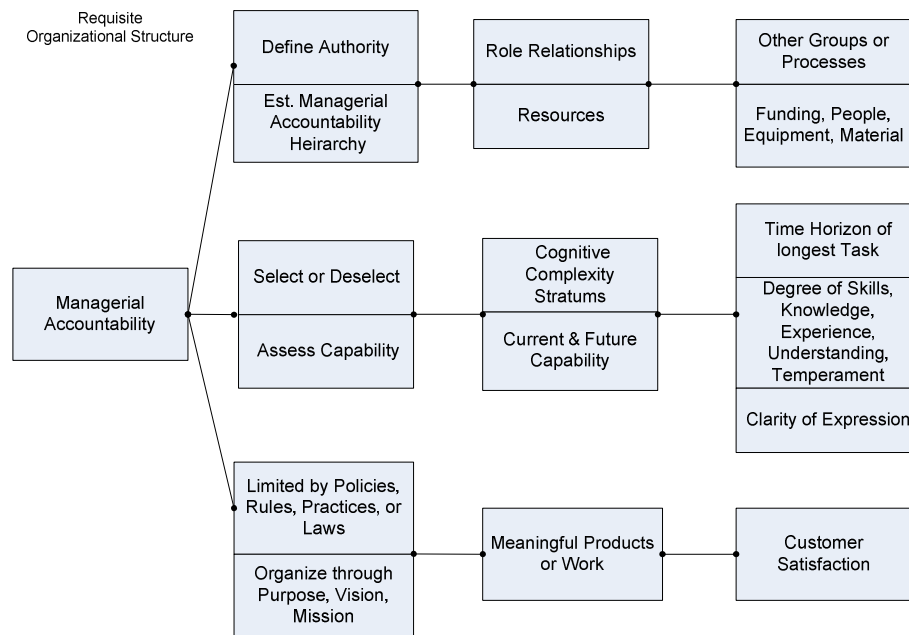 Requisite
Organizational Structure
Define Authority
Est. Managerial
Accountability
Heirarchy
Role Relationships
Resources
Other Groups or
Processes
Funding, People,
Equipment, Material
Managerial
Accountability
Select or Deselect
Assess Capability
Cognitive
Complexity
Stratums
Current & Future
Capability
Time Horizon of
longest Task
Degree of Skills,
Knowledge,
Experience,
Understanding,
Temperament
Clarity of Expression
Limited by Policies,
Rules, Practices, or
Laws
Organize through
Purpose, Vision,
Mission
Meaningful Products
or Work
Customer
Satisfaction